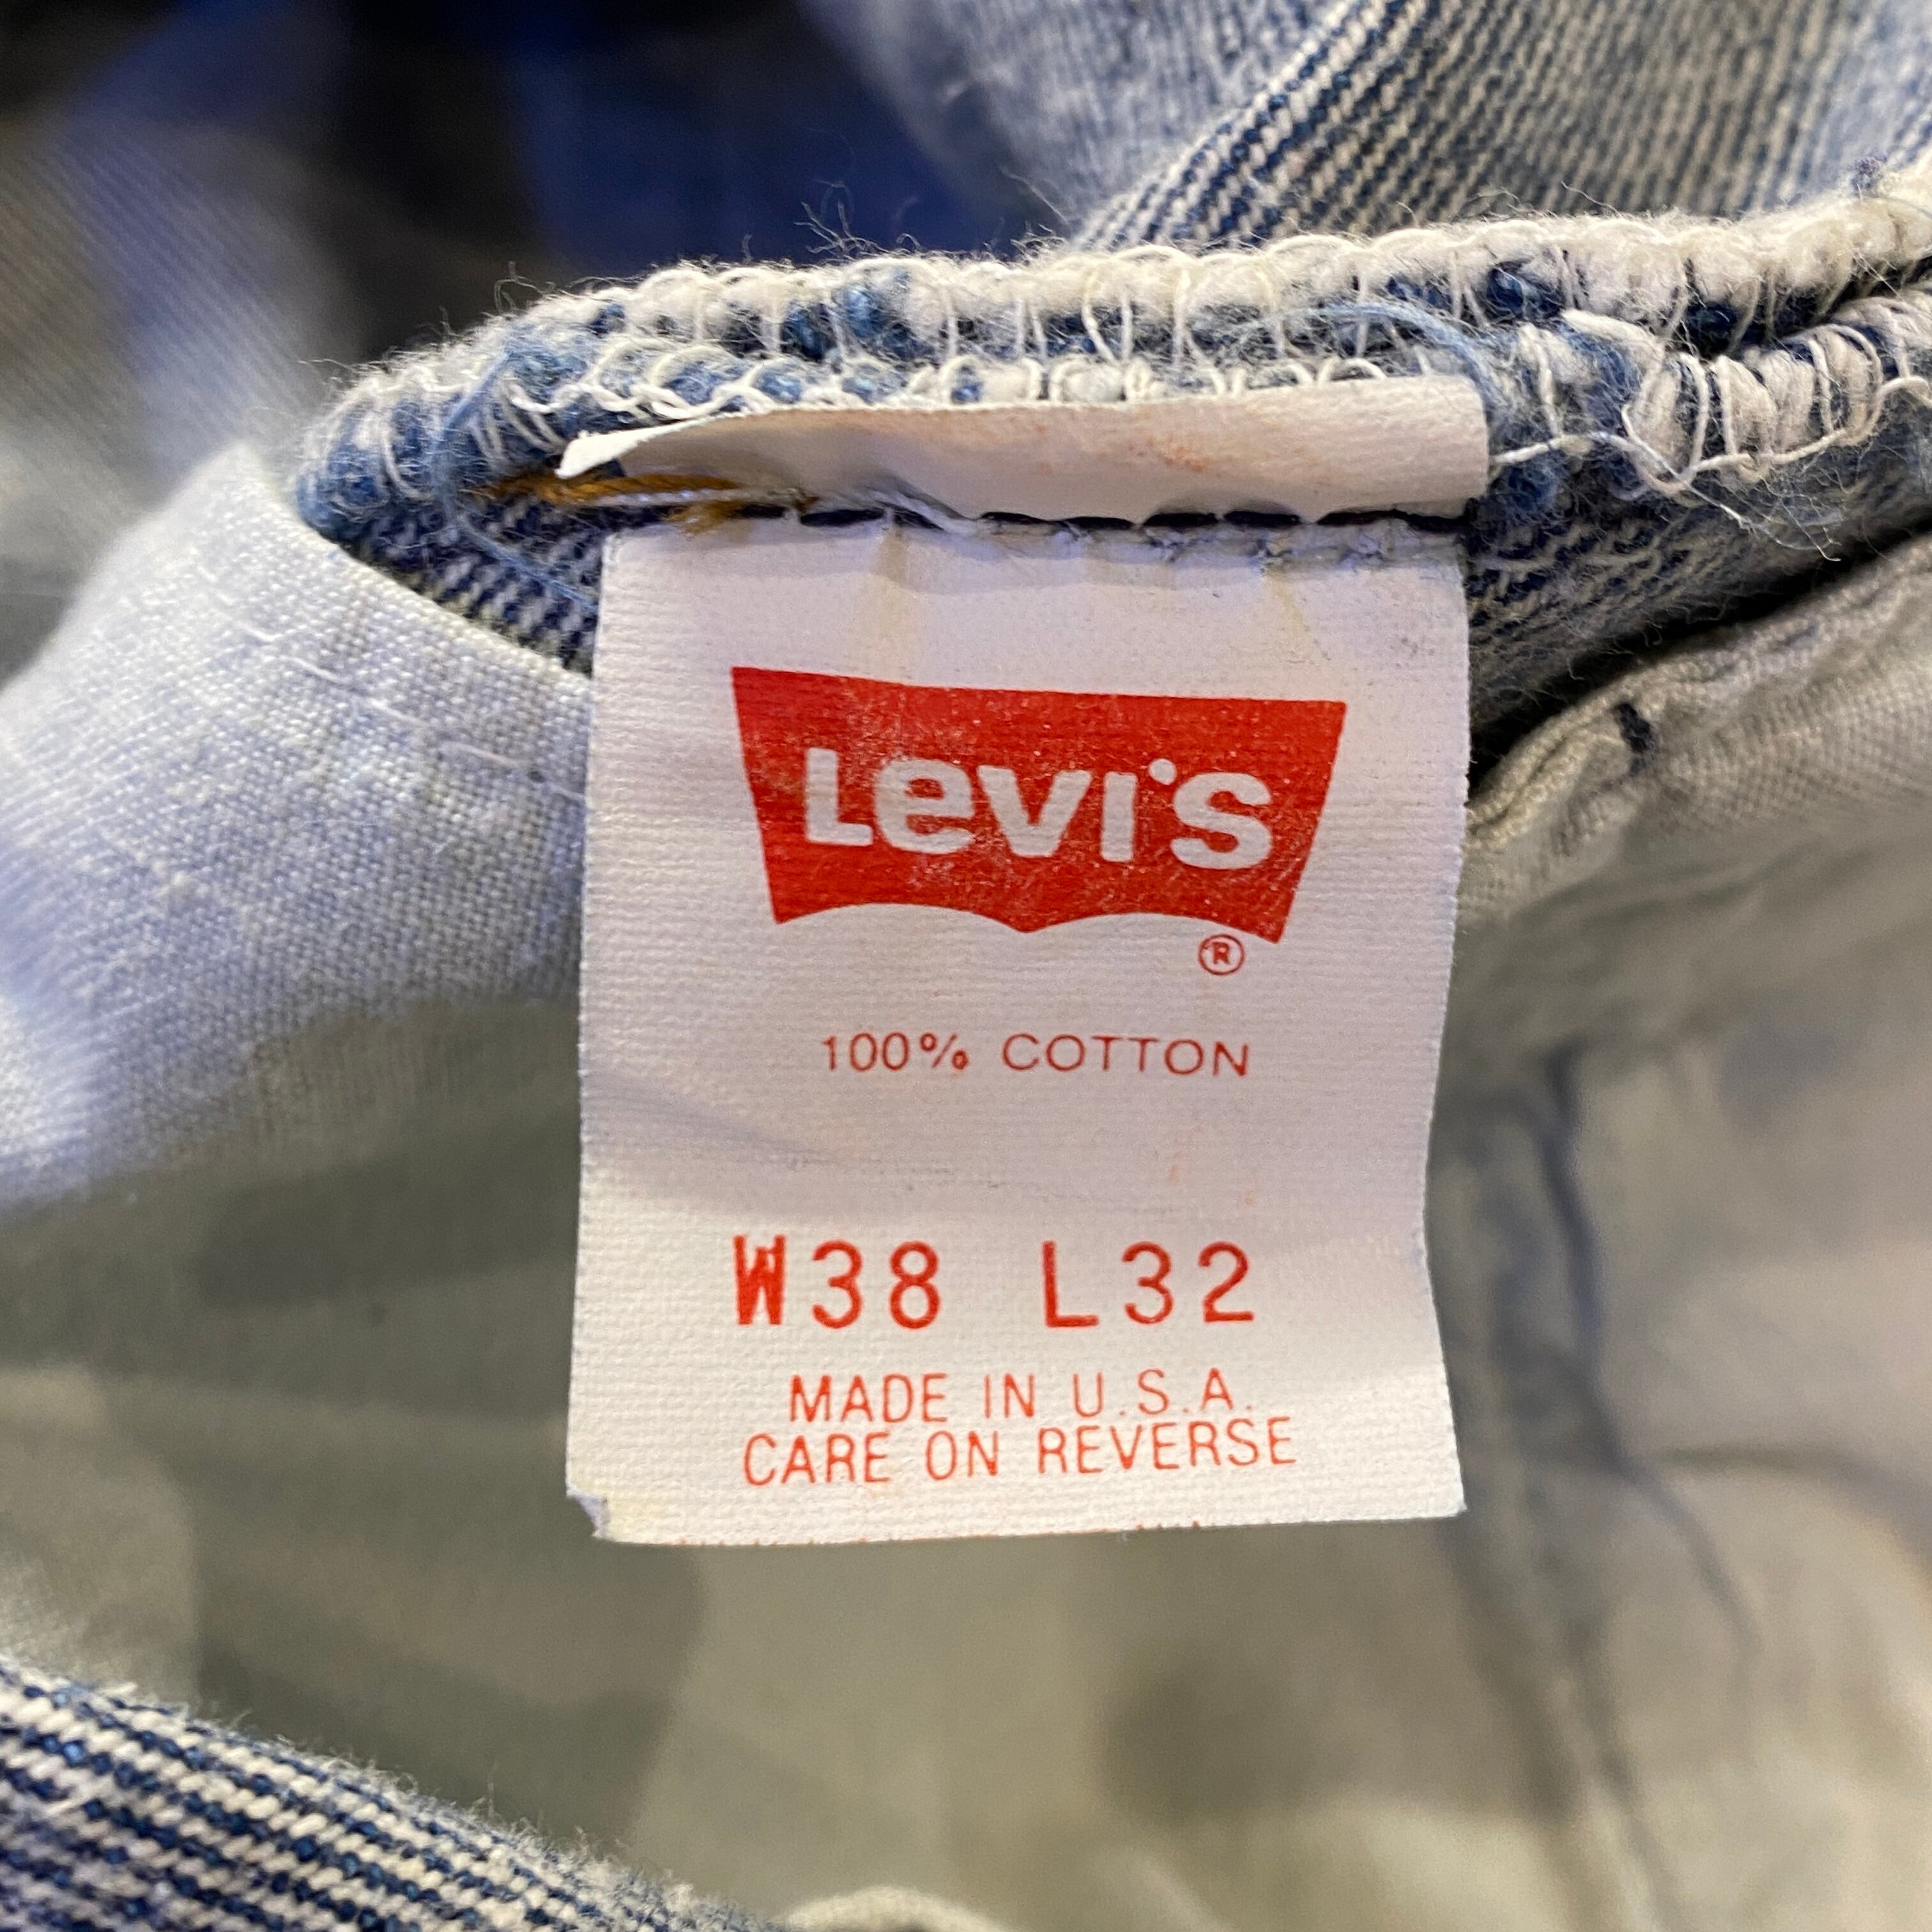 Levi's
®
100% COTTON
W38 L32
MADE IN U.S.A.
CARE ON REVERSE